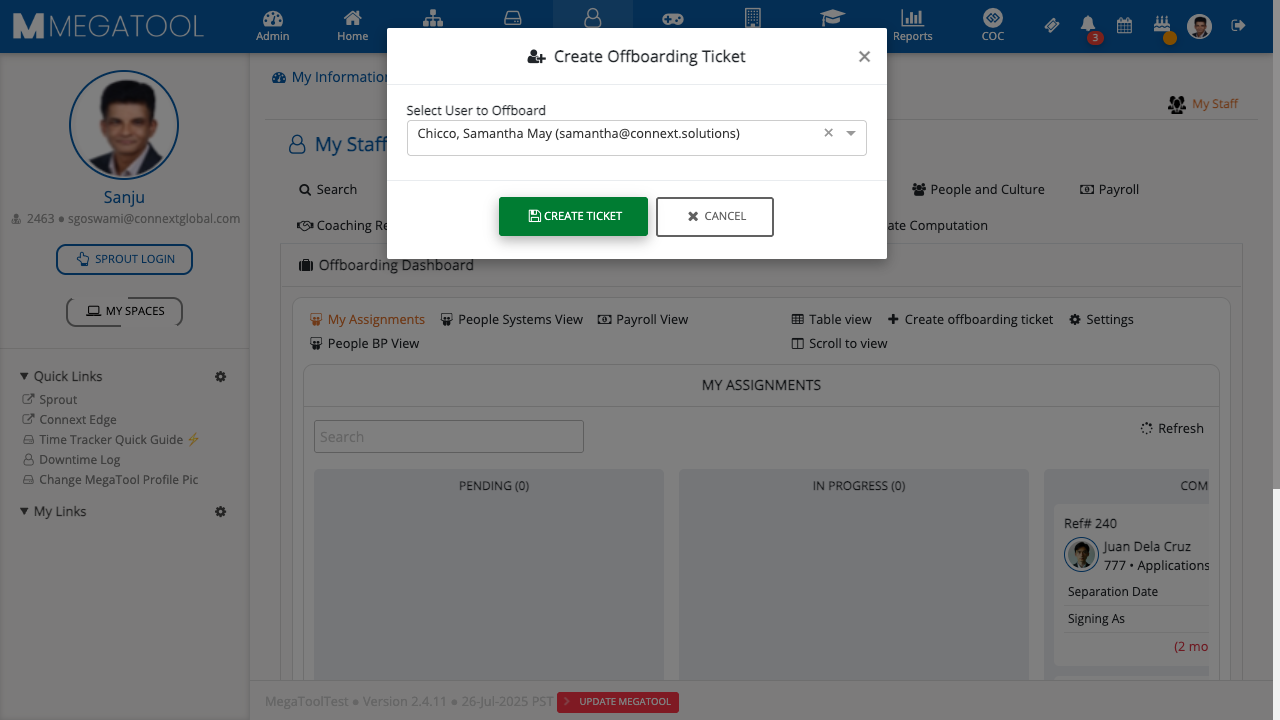 MEGATOOL
Admin
Home
Reports
COC
3
Create Offboarding Ticket
×
Select User to Offboard
Chicco, Samantha May (samantha@connext.solutions)
CREATE TICKET
CANCEL
Sanju
2463 ● sgoswami@connextglobal.com
SPROUT LOGIN
MY SPACES
Quick Links
Sprout
Connext Edge
Time Tracker Quick Guide ⚡
Downtime Log
Change MegaTool Profile Pic
My Links
My Information
My Staff
My Staff
Search
People and Culture
Payroll
Coaching Re
ate Computation
Offboarding Dashboard
My Assignments
People Systems View
Payroll View
People BP View
Table view
Create offboarding ticket
Settings
Scroll to view
MY ASSIGNMENTS
Search
Refresh
PENDING (0)
IN PROGRESS (0)
COM
Ref# 240
Juan Dela Cruz
777 • Applications
Separation Date
Signing As
(2 mo
MegaToolTest ● Version 2.4.11 ● 26-Jul-2025 PST
UPDATE MEGATOOL